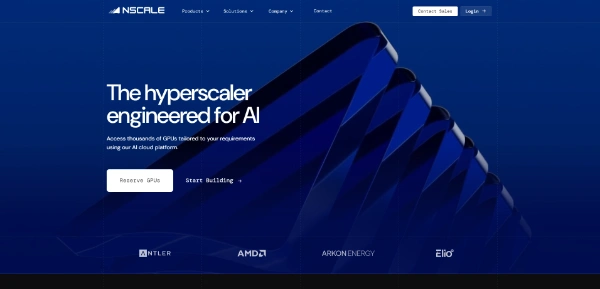 NSCALE
Products
Solutions
Company
Contact
Contact Sales
Login
The hyperscaler
engineered for AI
Access thousands of GPUs tailored to your requirements
using our AI cloud platform.
Reserve GPUs
Start Building
ANTLER
AMD
ARKON ENERGY
Elio